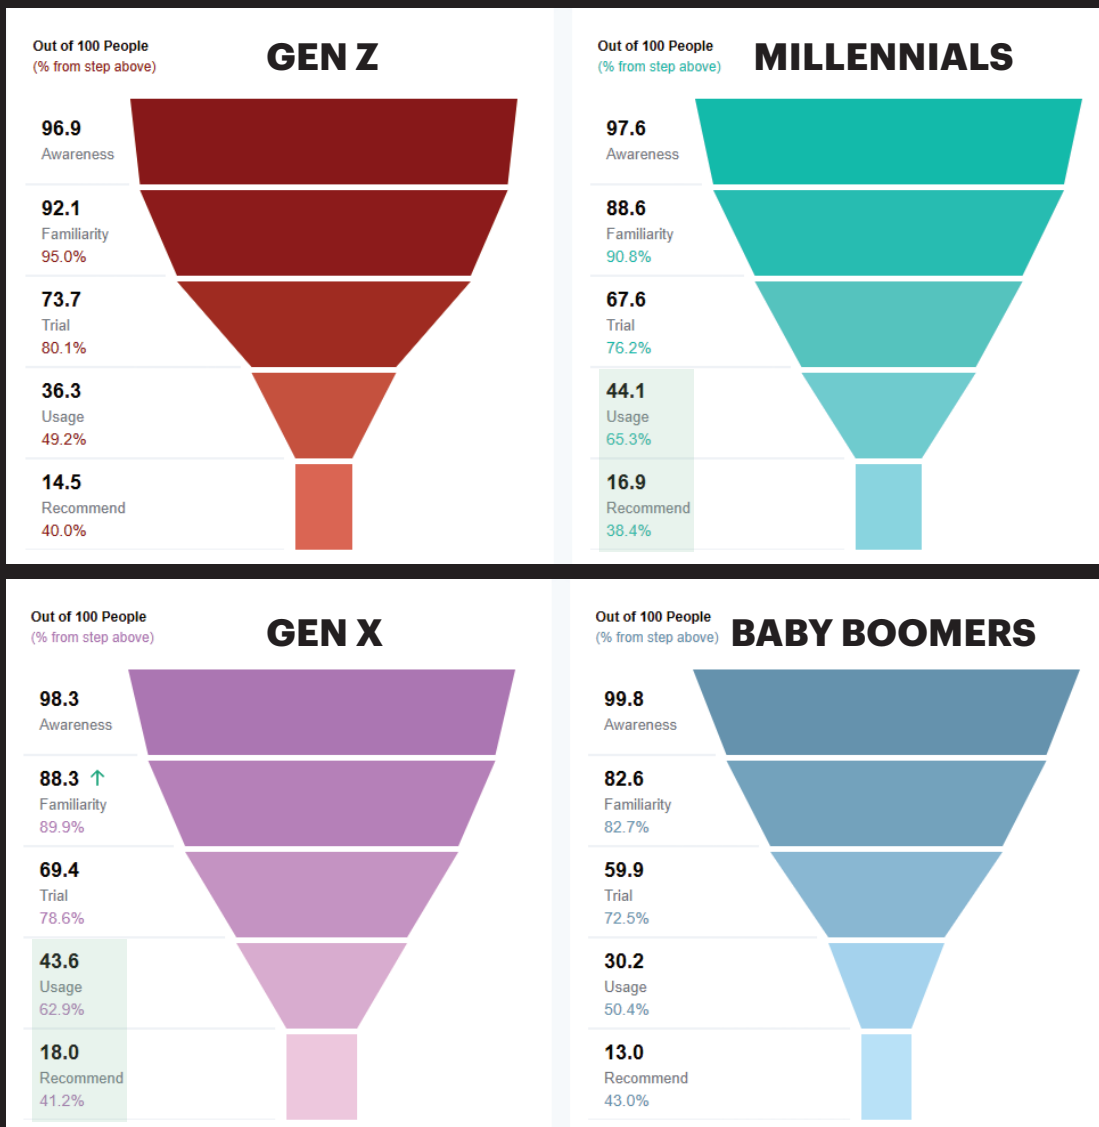 Out of 100 People
(% from step above)
GEN Z
96.9
Awareness
92.1
Familiarity
95.0%
73.7
Trial
80.1%
36.3
Usage
49.2%
14.5
Recommend
40.0%
Out of 100 People
(% from step above)
MILLENNIALS
97.6
Awareness
88.6
Familiarity
90.8%
67.6
Trial
76.2%
44.1
Usage
65.3%
16.9
Recommend
38.4%
Out of 100 People
(% from step above)
GEN X
98.3
Awareness
88.3 ↑
Familiarity
89.9%
69.4
Trial
78.6%
43.6
Usage
62.9%
18.0
Recommend
41.2%
Out of 100 People
(% from step above)
BABY BOOMERS
99.8
Awareness
82.6
Familiarity
82.7%
59.9
Trial
72.5%
30.2
Usage
50.4%
13.0
Recommend
43.0%